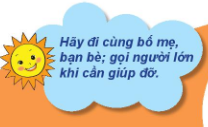 Hãy đi cùng bố mẹ,
bạn bè; gọi người lớn
khi cần giúp đỡ.